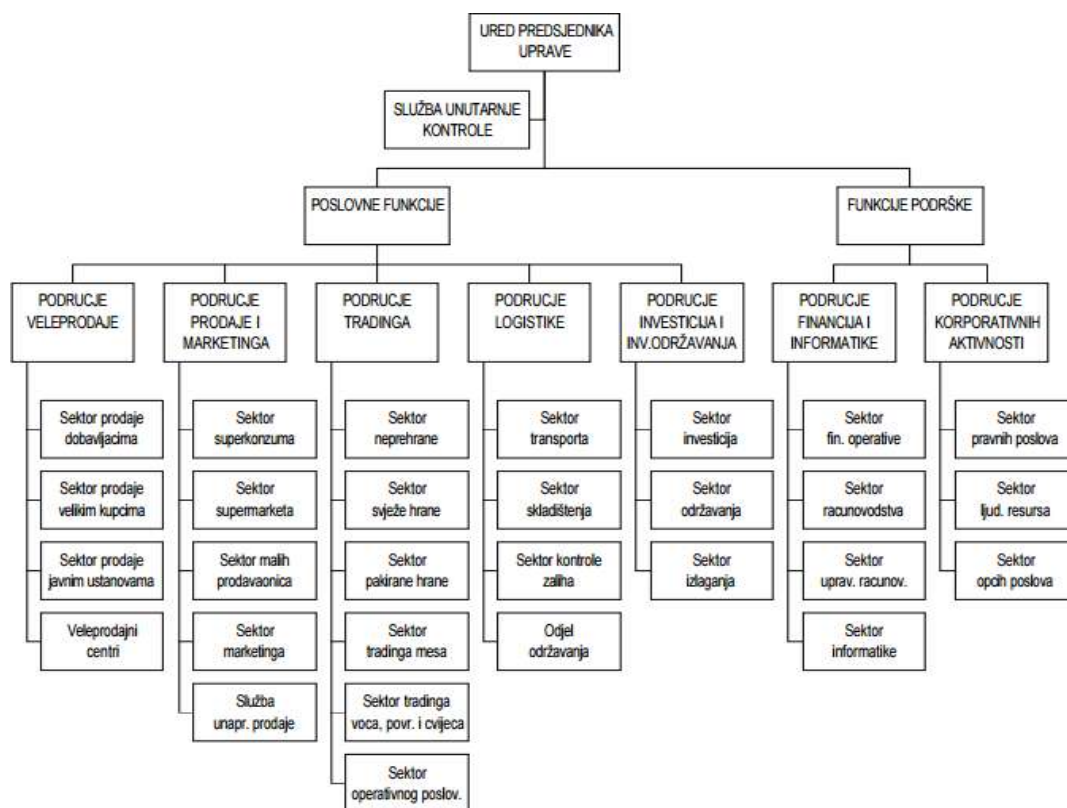 URED PREDSJEDNIKA
UPRAVE
SLUŽBA UNUTARNJE
KONTROLE
POSLOVNE FUNKCIJE
FUNKCIJE PODRŠKE
PODRUCJE
VELEPRODAJE
PODRUCJE
PRODAJE I
MARKETINGA
PODRUCJE
TRADINGA
PODRUCJE
LOGISTIKE
PODRUCJE
INVESTICIJA I
INV.ODRŽAVANJA
PODRUCJE
FINANCIJA I
INFORMATIKE
PODRUCJE
KORPORATIVNIH
AKTIVNOSTI
Sektor prodaje
dobavljacima
Sektor prodaje
velikim kupcima
Sektor prodaje
javnim ustanovama
Veleprodajni
centri
Sektor
superkonzuma
Sektor
supermarketa
Sektor malih
prodavaonica
Sektor
marketinga
Služba
unapr. prodaje
Sektor
neprehrane
Sektor
svježe hrane
Sektor
pakirane hrane
Sektor
tradinga mesa
Sektor tradinga
voca, povr. i cvijeca
Sektor
operativnog poslov.
Sektor
transporta
Sektor
skladištenja
Sektor kontrole
zaliha
Odjel
održavanja
Sektor
investicija
Sektor
održavanja
Sektor
izlaganja
Sektor
fin. operative
Sektor
racunovodstva
Sektor
uprav. racunov.
Sektor
informatike
Sektor
pravnih poslova
Sektor
ljud. resursa
Sektor
opcih poslova